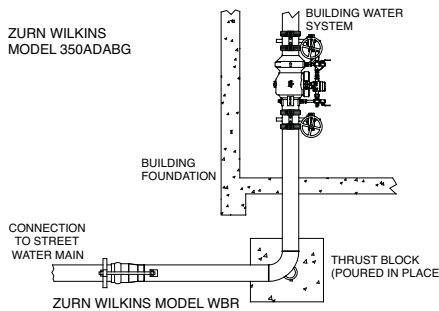 ZURN WILKINS
MODEL 350ADABG
BUILDING WATER
SYSTEM
BUILDING
FOUNDATION
CONNECTION
TO STREET
WATER MAIN
THRUST BLOCK
(POURED IN PLACE
ZURN WILKINS MODEL WBR